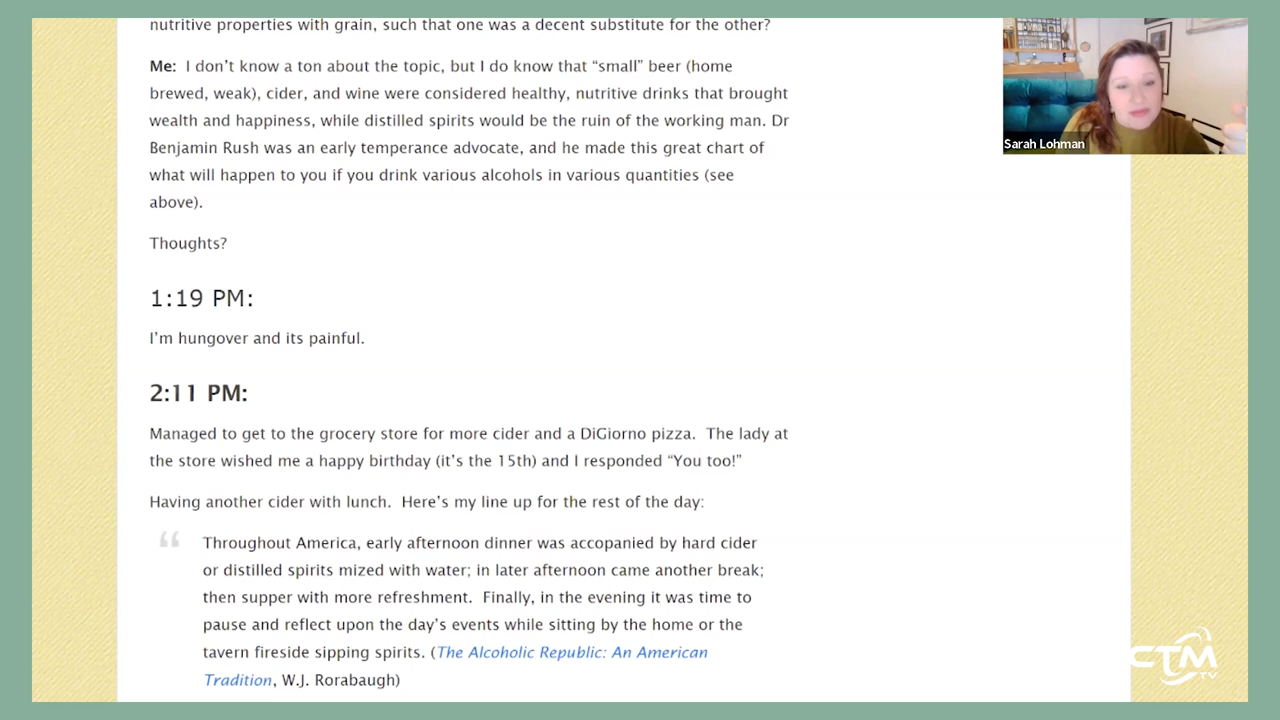 nutritive properties with grain, such that one was a decent substitute for the other?
Me: I don't know a ton about the topic, but I do know that “small” beer (home
brewed, weak), cider, and wine were considered healthy, nutritive drinks that brought
wealth and happiness, while distilled spirits would be the ruin of the working man. Dr
Benjamin Rush was an early temperance advocate, and he made this great chart of
what will happen to you if you drink various alcohols in various quantities (see
above).
Thoughts?
1:19 PM:
I'm hungover and its painful.
2:11 PM:
Managed to get to the grocery store for more cider and a DiGiorno pizza. The lady at
the store wished me a happy birthday (it's the 15th) and I responded “You too!”
Having another cider with lunch. Here's my line up for the rest of the day:
“
Throughout America, early afternoon dinner was accopanied by hard cider
or distilled spirits mized with water; in later afternoon came another break;
then supper with more refreshment. Finally, in the evening it was time to
pause and reflect upon the day's events while sitting by the home or the
tavern fireside sipping spirits. (The Alcoholic Republic: An American
Tradition, W.J. Rorabaugh)
Sarah Lohman
CTM
TV